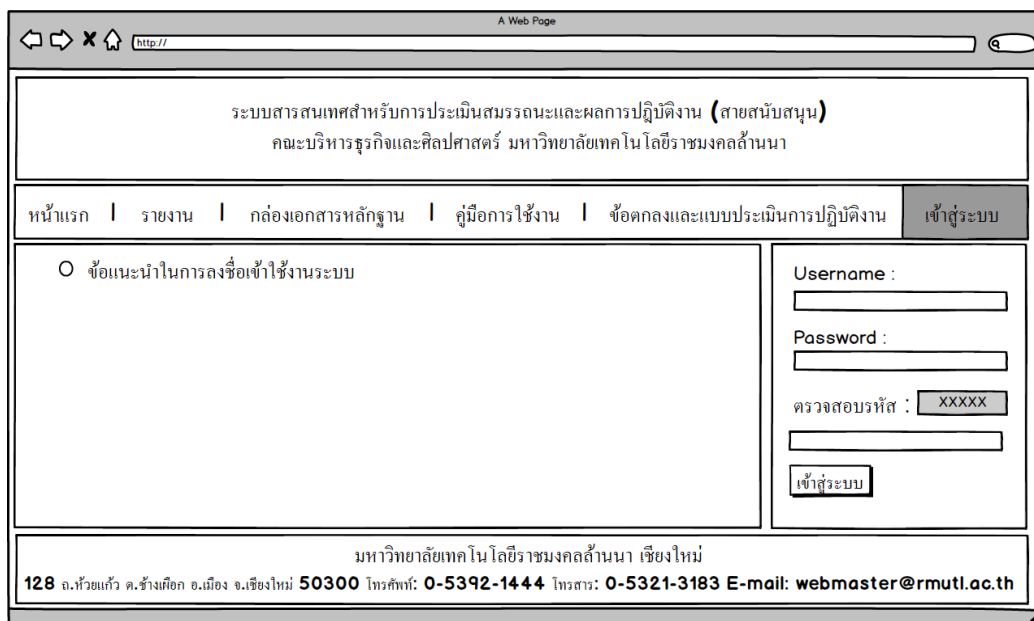 A Web Page
http://
ระบบสารสนเทศสำหรับการประเมินสมรรถนะและผลการปฏิบัติงาน (สายสนับสนุน)
คณะบริหารธุรกิจและศิลปศาสตร์ มหาวิทยาลัยเทคโนโลยีราชมงคลล้านนา
หน้าแรก | รายงาน | กล่องเอกสารหลักฐาน | คู่มือการใช้งาน | ข้อตกลงและแบบประเมินการปฏิบัติงาน เข้าสู่ระบบ
ข้อแนะนำในการลงชื่อเข้าใช้งานระบบ
Username :
Password :
ตรวจสอบรหัส : XXXXX
เข้าสู่ระบบ
มหาวิทยาลัยเทคโนโลยีราชมงคลล้านนา เชียงใหม่
128 ถ.ห้วยแก้ว ต.ช้างเผือก อ.เมือง จ.เชียงใหม่ 50300 โทรศัพท์: 0-5392-1444 โทรสาร: 0-5321-3183 E-mail: webmaster@rmutl.ac.th